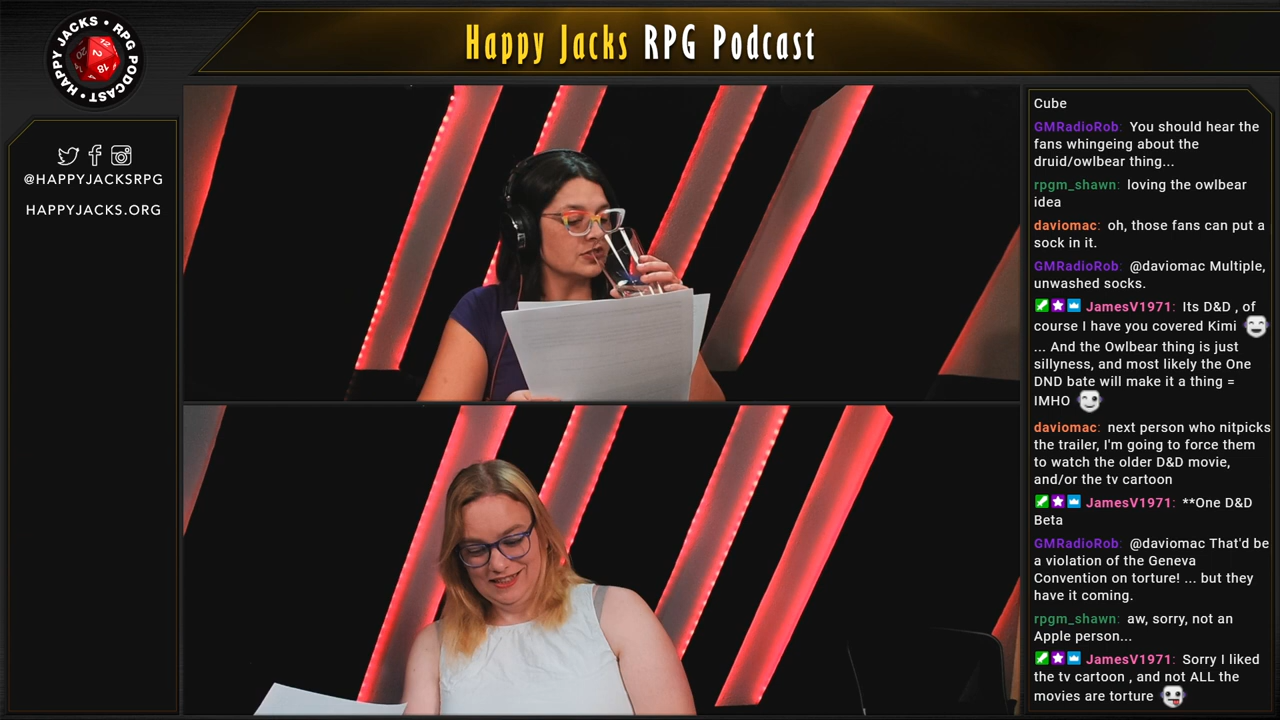 HAPPY JACKS • RPG PODCAST •
20
12
2
18
Happy Jacks RPG Podcast
@HAPPYJACKSRPG
HAPPYJACKS.ORG
Cube
GMRadioRob: You should hear the
fans whingeing about the
druid/owlbear thing...
rpgm_shawn: loving the owlbear
idea
daviomac: oh, those fans can put a
sock in it.
GMRadioRob: @daviomac Multiple,
unwashed socks.
JamesV1971: Its D&D , of
course I have you covered Kimi
... And the Owlbear thing is just
sillyness, and most likely the One
DND bate will make it a thing =
IMHO
daviomac: next person who nitpicks
the trailer, I'm going to force them
to watch the older D&D movie,
and/or the tv cartoon
JamesV1971: **One D&D
Beta
GMRadioRob: @daviomac That'd be
a violation of the Geneva
Convention on torture! ... but they
have it coming.
rpgm_shawn: aw, sorry, not an
Apple person...
JamesV1971: Sorry I liked
the tv cartoon , and not ALL the
movies are torture